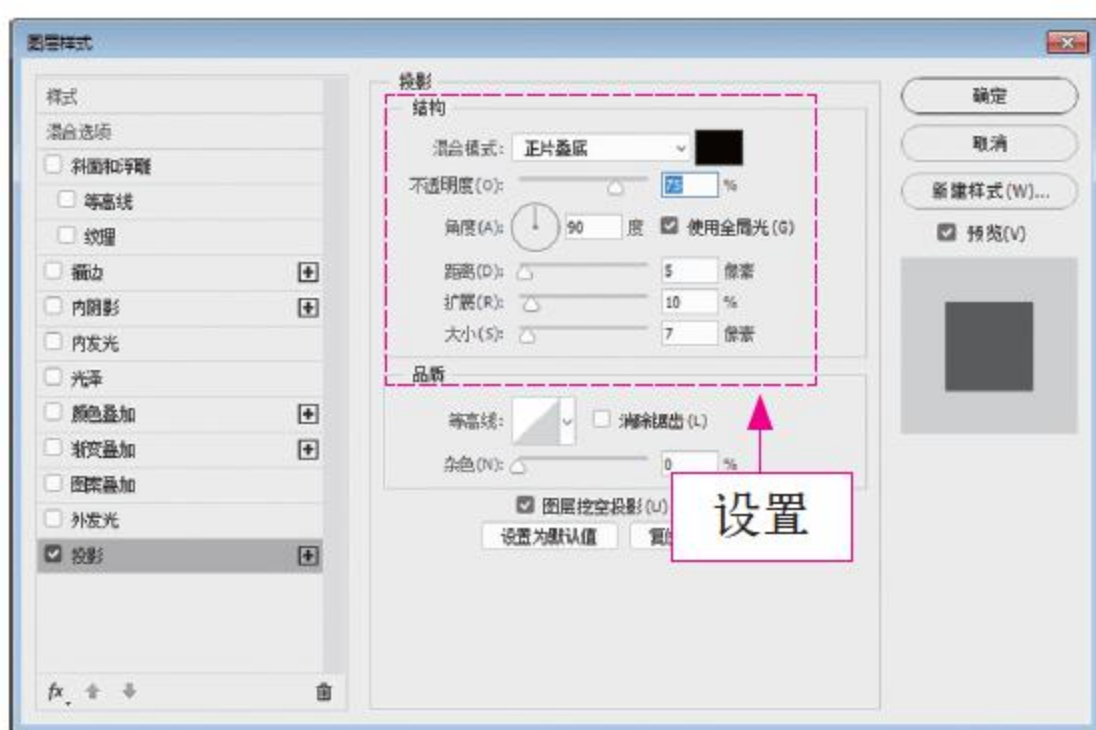 图层样式
样式
混合选项
斜面和浮雕
等高线
纹理
描边
内阴影
内发光
光泽
颜色叠加
渐变叠加
图案叠加
外发光
投影
fx
投影
结构
混合模式: 正片叠底
不透明度(O): 75 %
角度(A): 90 度 使用全局光(G)
距离(D): 5 像素
扩展(R): 10 %
大小(S): 7 像素
品质
等高线: 消除锯齿(L)
杂色(N): 0 %
图层挖空投影(U)
设置为默认值
设置
确定
取消
新建样式(W)...
预览(V)